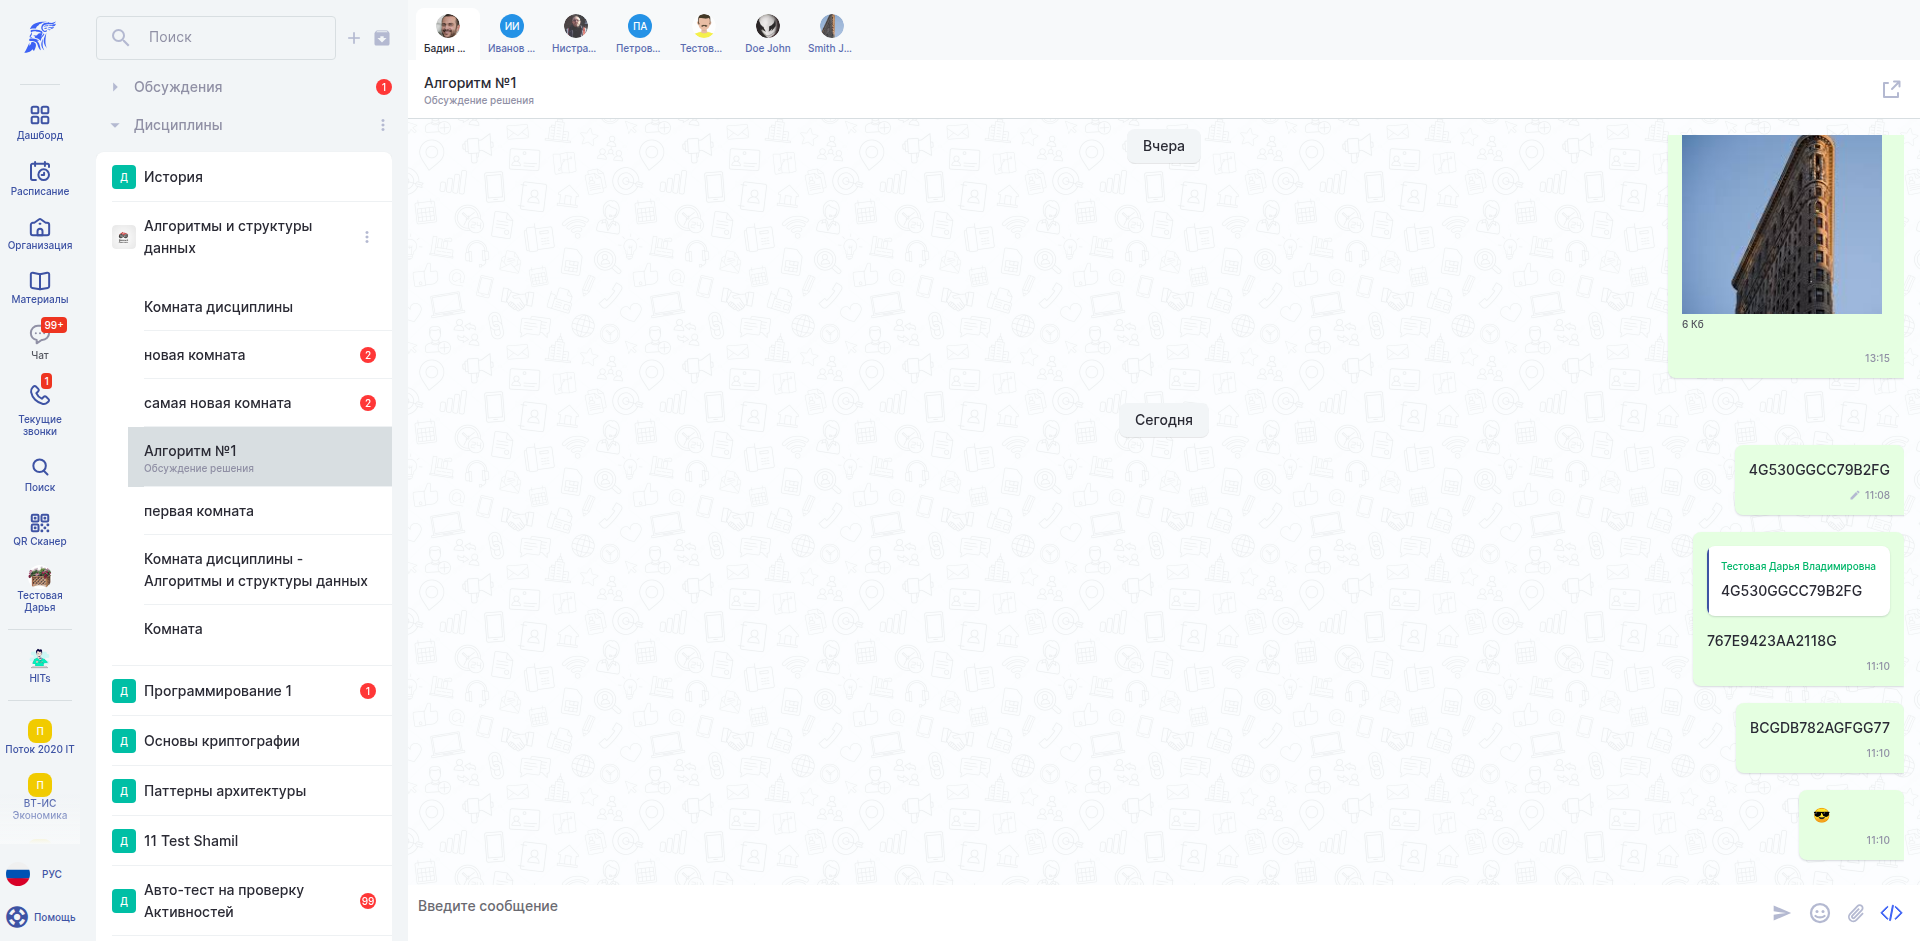 Дашборд
Расписание
Организация
Материалы
99+
Чат
1
Текущие
звонки
Поиск
QR Сканер
Тестовая
Дарья
HITs
П
Поток 2020 IT
П
ВТ-ИС
Экономика
РУС
Помощь
Поиск
Обсуждения
1
Дисциплины
Д
История
Алгоритмы и структуры
данных
Комната дисциплины
новая комната
2
самая новая комната
2
Алгоритм №1
Обсуждение решения
первая комната
Комната дисциплины -
Алгоритмы и структуры данных
Комната
Д
Программирование 1
1
Д
Основы криптографии
Д
Паттерны архитектуры
Д
11 Test Shamil
Д
Авто-тест на проверку
Активностей
99
Бадин ...
ИИ
Иванов ...
Нистра...
ПА
Петров...
Тестов...
Doe John
Smith J...
Алгоритм №1
Обсуждение решения
Вчера
6 Кб
13:15
Сегодня
4G530GGCC79B2FG
11:08
Тестовая Дарья Владимировна
4G530GGCC79B2FG
767E9423AA2118G
11:10
BCGDB782AGFGG77
11:10
11:10
Введите сообщение